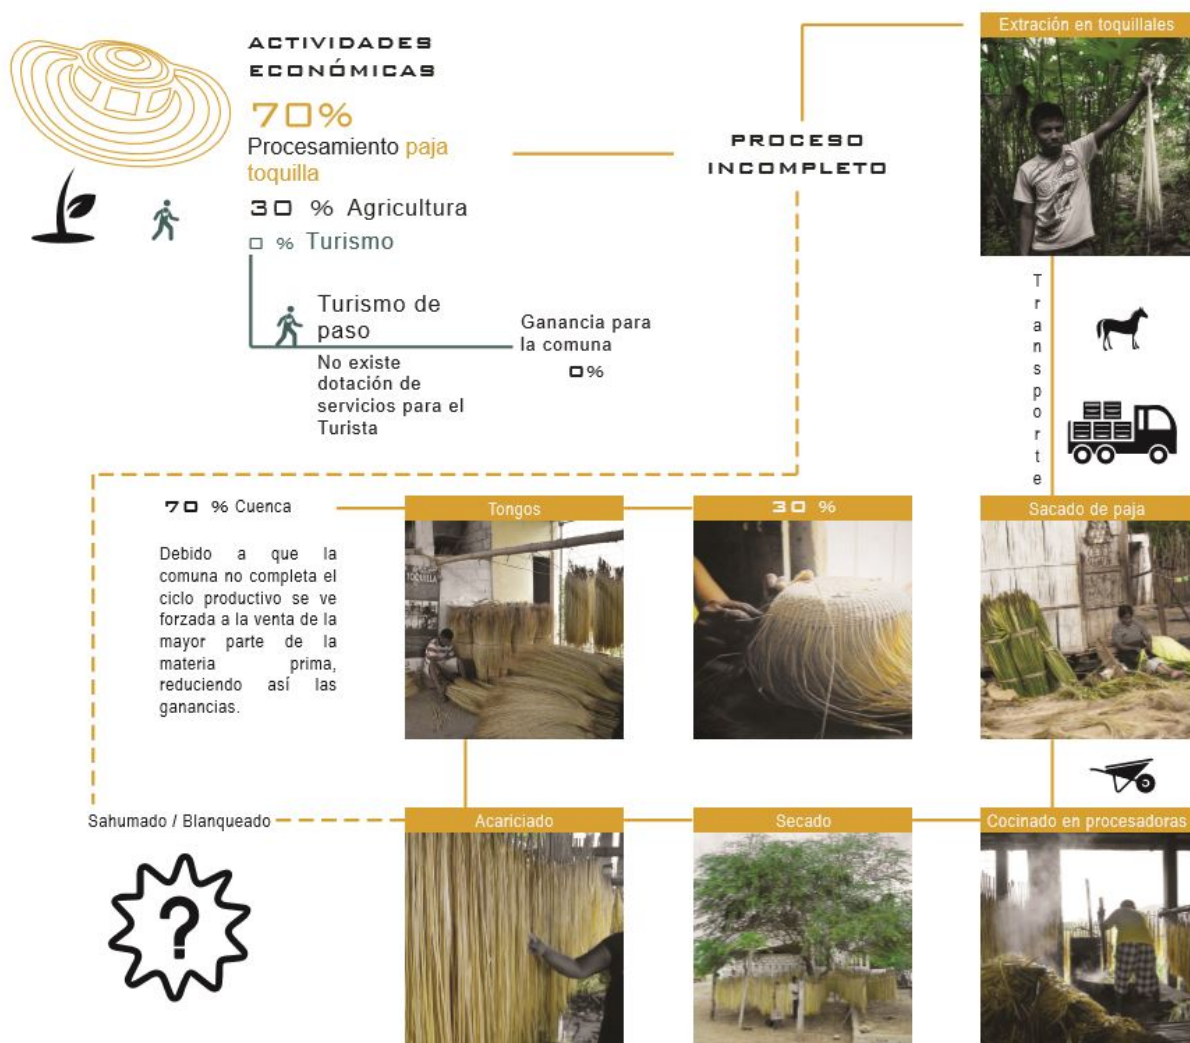 ACTIVIDADES
ECONÓMICAS
70%
Procesamiento paja
toquilla
30 % Agricultura
0 % Turismo
Turismo de
paso
No existe
dotación de
servicios para el
Turista
Ganancia para
la comuna
0%
PROCESO
INCOMPLETO
Extración en toquillales
Transporte
70 % Cuenca
Debido a que la
comuna no completa el
ciclo productivo se ve
forzada a la venta de la
mayor parte de la
materia prima,
reduciendo así las
ganancias.
Tongos
TOQUILLA
30 %
Sacado de paja
Sahumado / Blanqueado
?
Acariciado
Secado
Cocinado en procesadoras